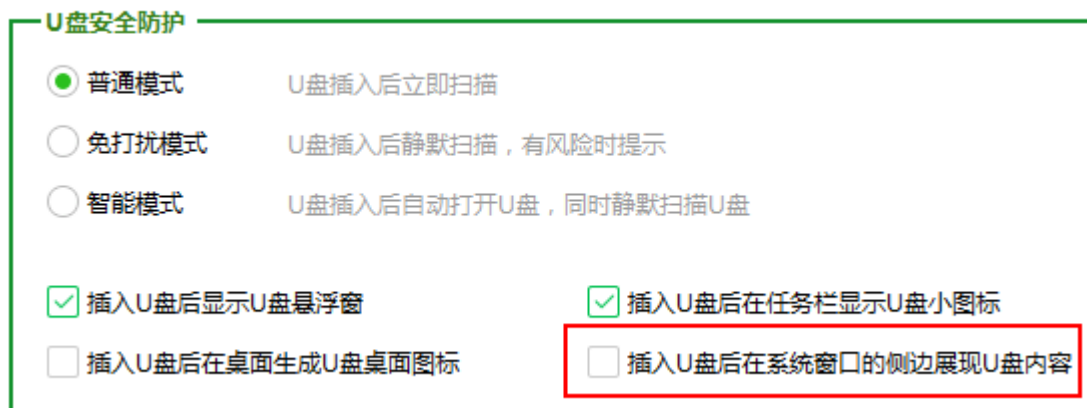 U盘安全防护
普通模式 U盘插入后立即扫描
免打扰模式 U盘插入后静默扫描，有风险时提示
智能模式 U盘插入后自动打开U盘，同时静默扫描U盘
插入U盘后显示U盘悬浮窗 插入U盘后在任务栏显示U盘小图标
插入U盘后在桌面生成U盘桌面图标 插入U盘后在系统窗口的侧边展现U盘内容